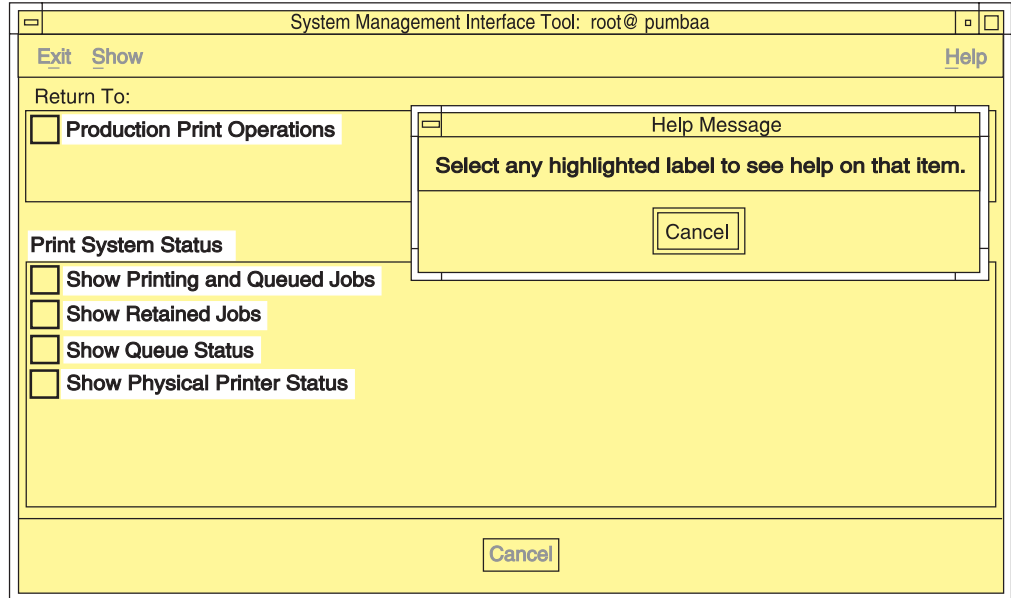 System Management Interface Tool: root@ pumbaa
Exit Show Help
Return To:
Production Print Operations
Help Message
Select any highlighted label to see help on that item.
Cancel
Print System Status
Show Printing and Queued Jobs
Show Retained Jobs
Show Queue Status
Show Physical Printer Status
Cancel